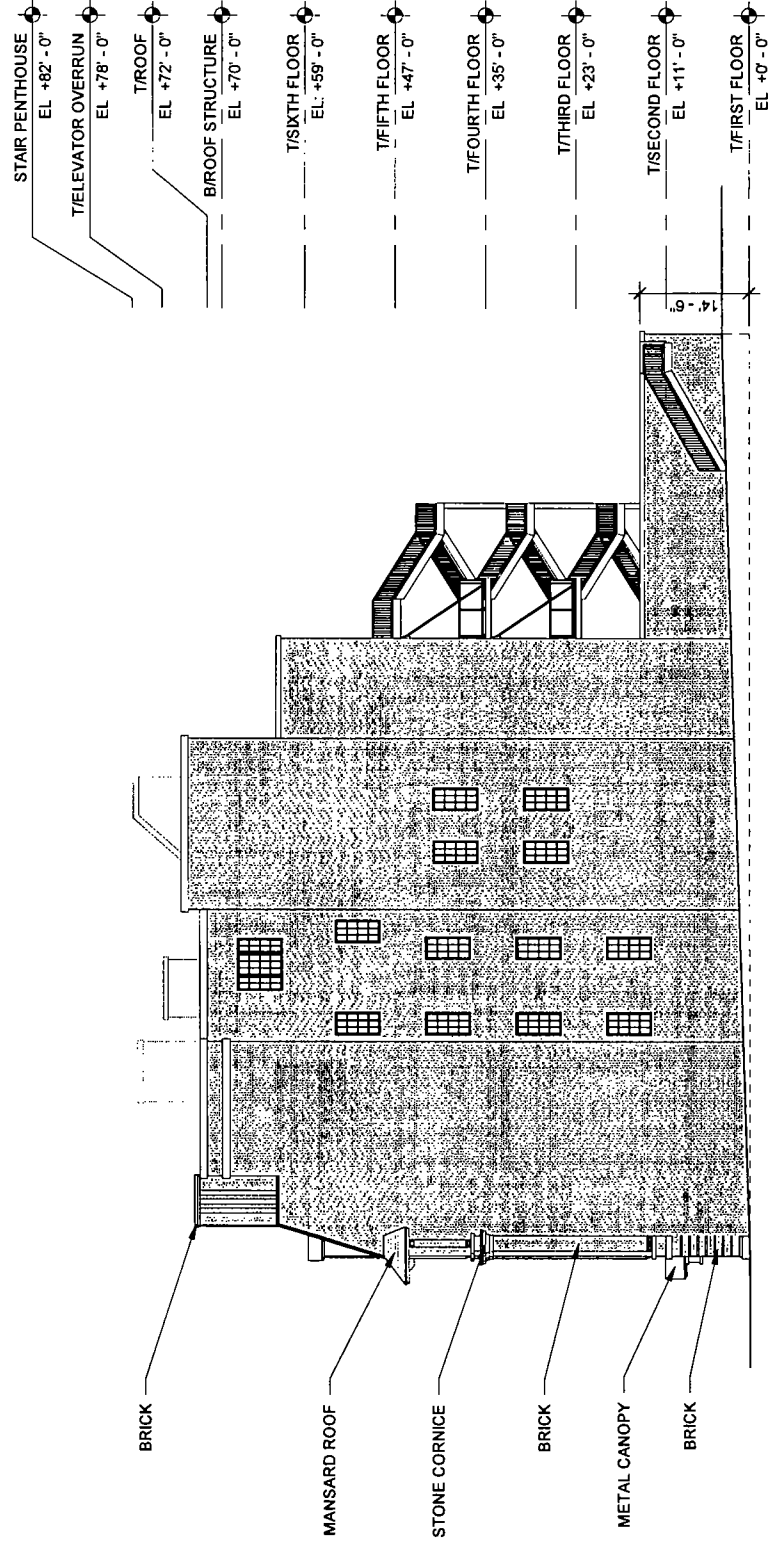 STAIR PENTHOUSE
EL +82' - 0"
T/ELEVATOR OVERRUN
EL +78' - 0"
T/ROOF
EL +72' - 0"
B/ROOF STRUCTURE
EL +70' - 0"
T/SIXTH FLOOR
EL: +59' - 0"
T/FIFTH FLOOR
EL +47' - 0"
T/FOURTH FLOOR
EL +35' - 0"
T/THIRD FLOOR
EL +23' - 0"
T/SECOND FLOOR
EL +11' - 0"
T/FIRST FLOOR
EL +0' - 0"
14' - 6"
BRICK
MANSARD ROOF
STONE CORNICE
BRICK
METAL CANOPY
BRICK